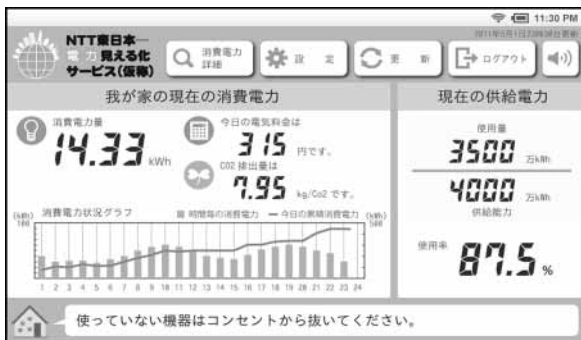 11:30 PM
NTT東日本
電力見える化
サービス(仮称)
消費電力
詳細
設 定
更 新
ログアウト
我が家の現在の消費電力
現在の供給電力
消費電力量
14.33 kWh
今日の電気料金は
315 円です。
CO2 排出量は
7.95 kg/Co2 です。
使用量
3500 万kWh
4000 万kWh
供給能力
使用率
87.5 %
(kWh) 消費電力状況グラフ 時間毎の消費電力 今日の累積消費電力 (kWh)
100 500
1 2 3 4 5 6 7 8 9 10 11 12 13 14 15 16 17 18 19 20 21 22 23 24
使っていない機器はコンセントから抜いてください。